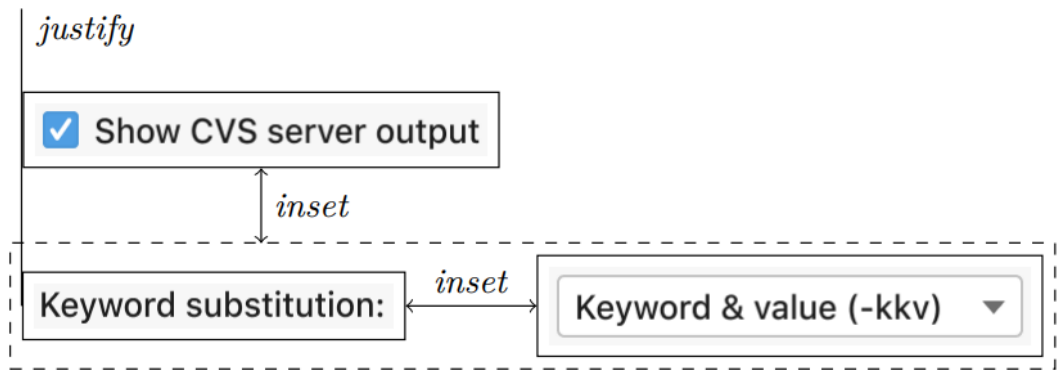 justify
Show CVS server output
inset
inset
Keyword substitution:
Keyword & value (-kkv)